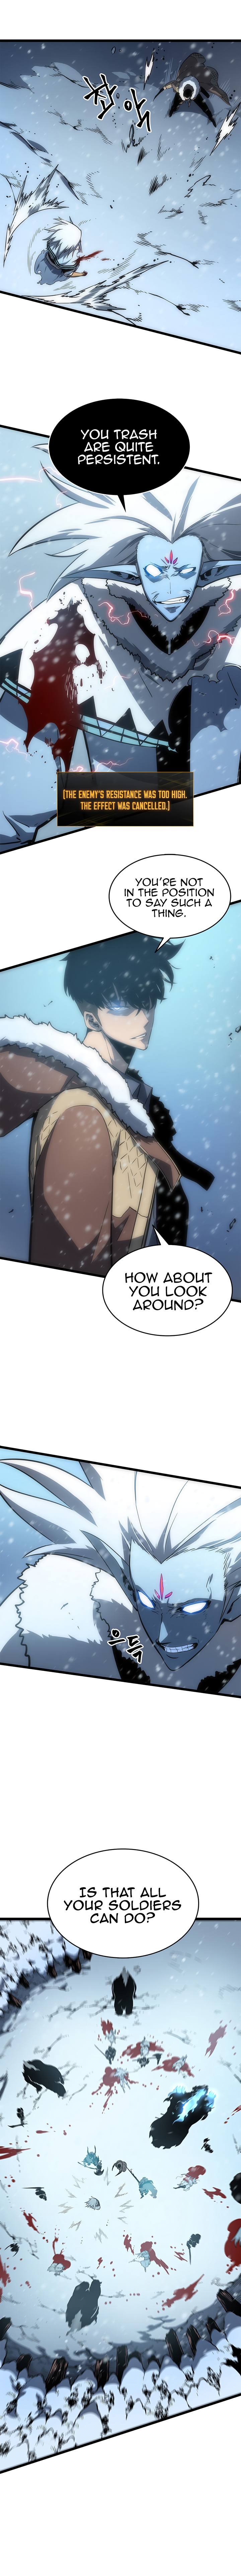 촤악
YOU TRASH
ARE QUITE
PERSISTENT.
[THE ENEMY'S RESISTANCE WAS TOO HIGH.
THE EFFECT WAS CANCELLED.]
YOU'RE NOT
IN THE POSITION
TO SAY SUCH A
THING.
HOW ABOUT
YOU LOOK
AROUND?
으득
IS THAT ALL
YOUR SOLDIERS
CAN DO?